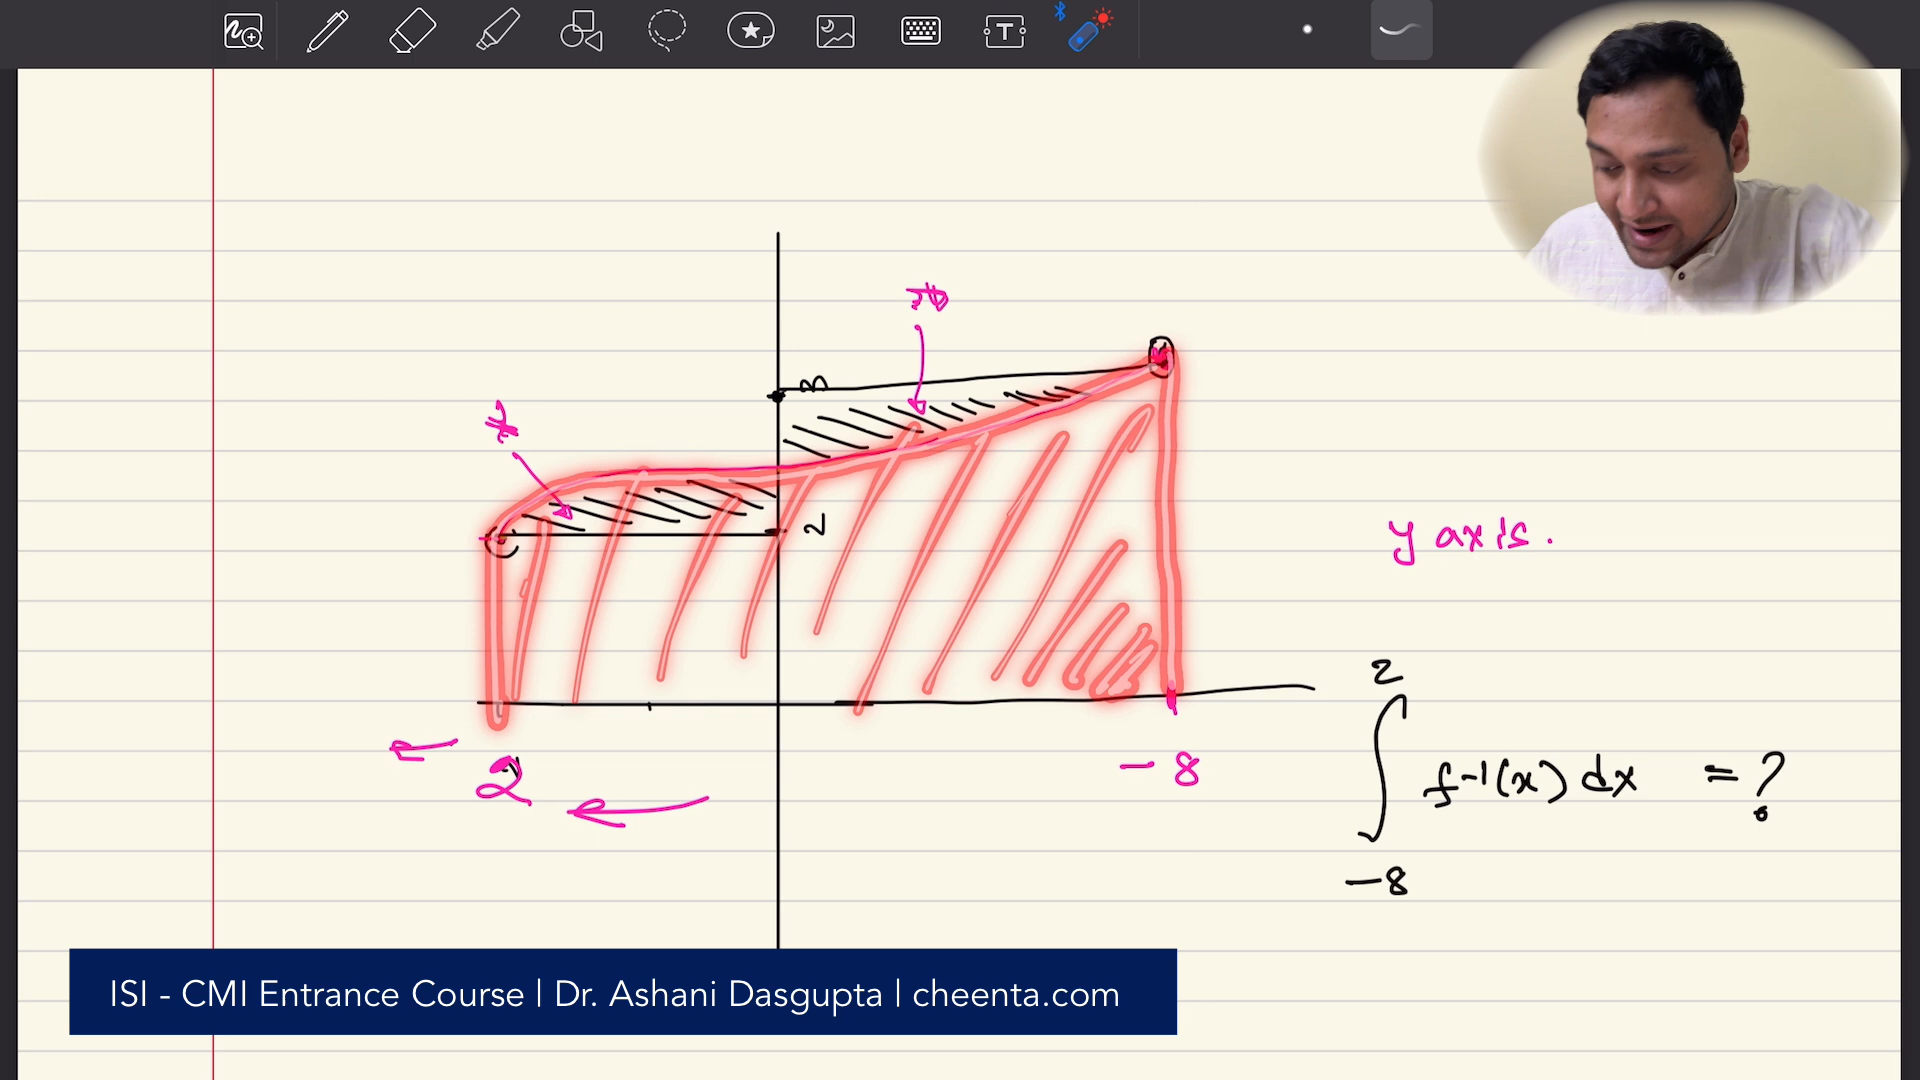 3
2
y axis.
2
- 8
2
∫ f⁻¹(x) dx = ?
-8
ISI - CMI Entrance Course | Dr. Ashani Dasgupta | cheenta.com